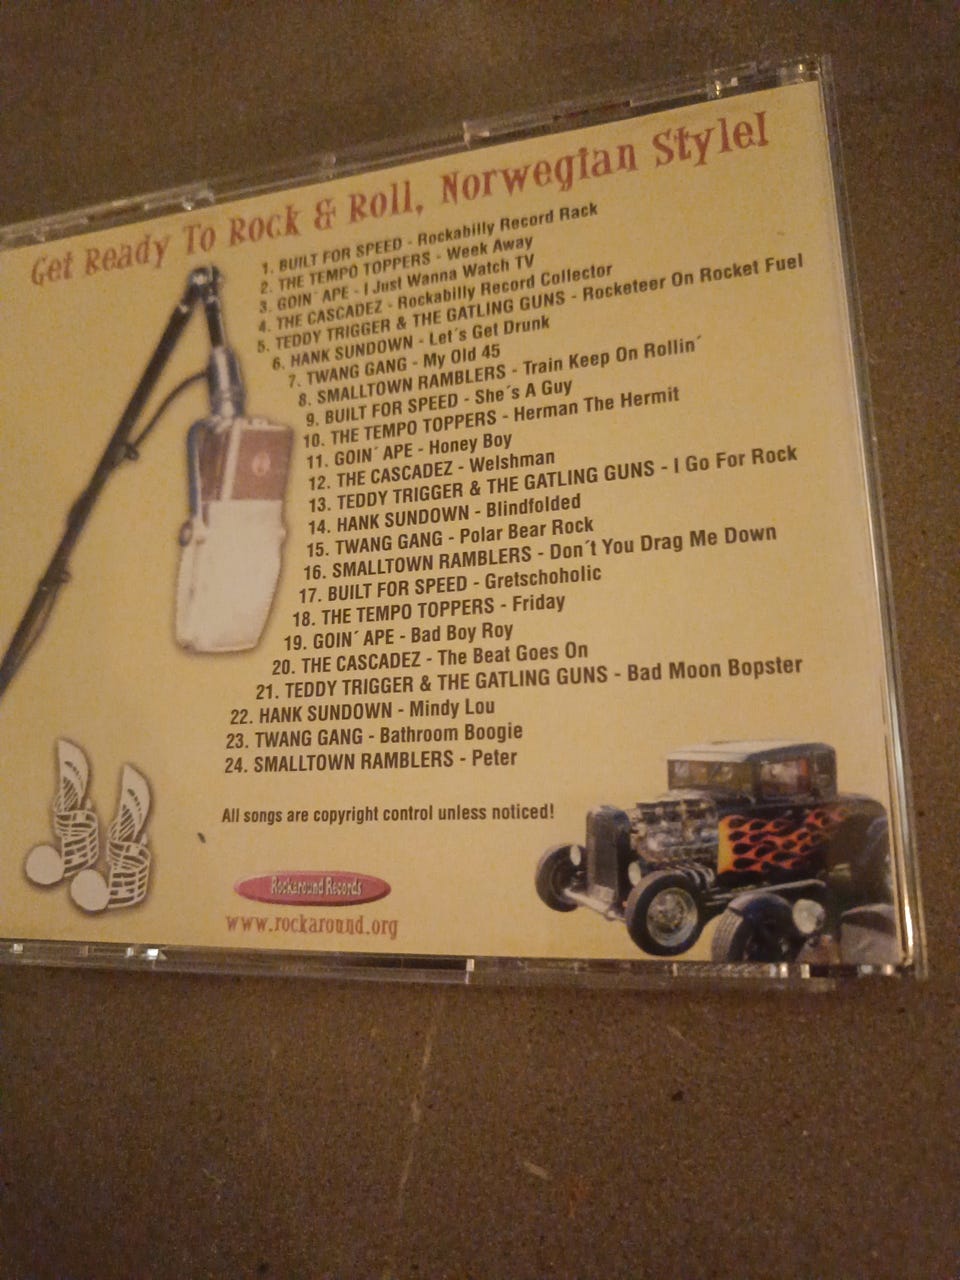 Get Ready To Rock & Roll, Norwegian Style!
1. BUILT FOR SPEED - Rockabilly Record Rack
2. THE TEMPO TOPPERS - Week Away
3. GOIN´ APE - I Just Wanna Watch TV
4. THE CASCADEZ - Rockabilly Record Collector
5. TEDDY TRIGGER & THE GATLING GUNS - Rocketeer On Rocket Fuel
6. HANK SUNDOWN - Let´s Get Drunk
7. TWANG GANG - My Old 45
8. SMALLTOWN RAMBLERS - Train Keep On Rollin´
9. BUILT FOR SPEED - She´s A Guy
10. THE TEMPO TOPPERS - Herman The Hermit
11. GOIN´ APE - Honey Boy
12. THE CASCADEZ - Welshman
13. TEDDY TRIGGER & THE GATLING GUNS - I Go For Rock
14. HANK SUNDOWN - Blindfolded
15. TWANG GANG - Polar Bear Rock
16. SMALLTOWN RAMBLERS - Don´t You Drag Me Down
17. BUILT FOR SPEED - Gretschoholic
18. THE TEMPO TOPPERS - Friday
19. GOIN´ APE - Bad Boy Roy
20. THE CASCADEZ - The Beat Goes On
21. TEDDY TRIGGER & THE GATLING GUNS - Bad Moon Bopster
22. HANK SUNDOWN - Mindy Lou
23. TWANG GANG - Bathroom Boogie
24. SMALLTOWN RAMBLERS - Peter
All songs are copyright control unless noticed!
Rockaround Records
www.rockaround.org